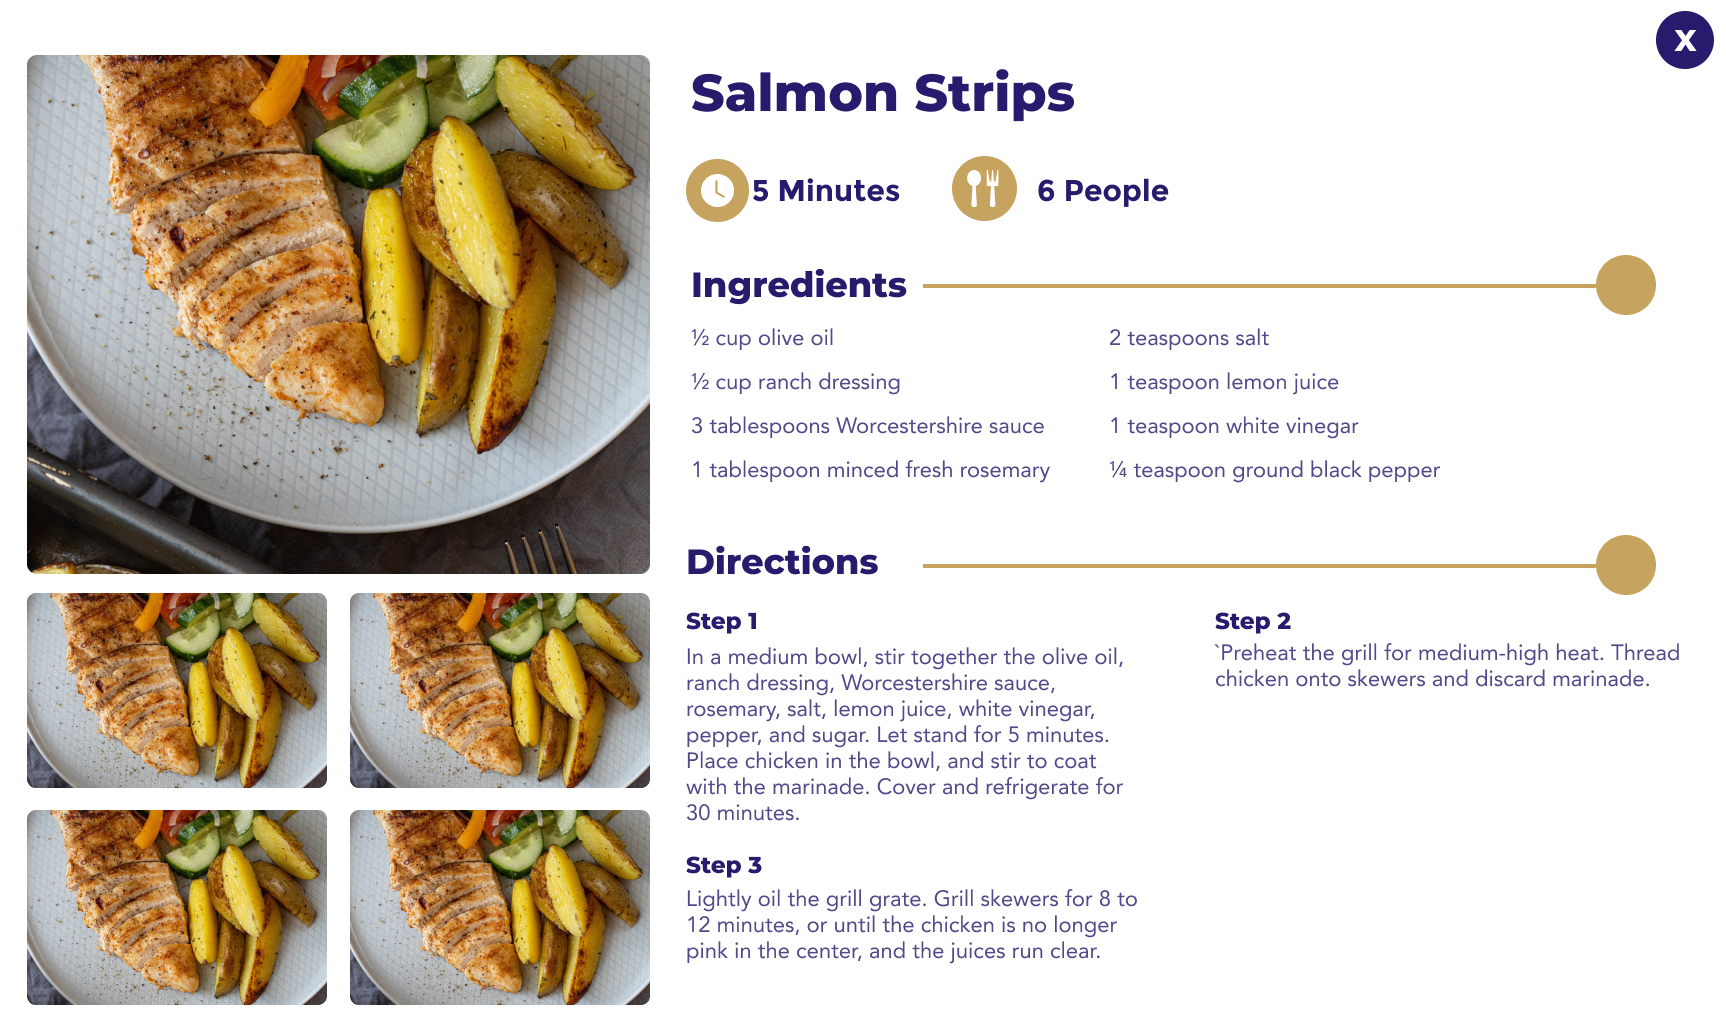 X
Salmon Strips
5 Minutes
6 People
Ingredients
½ cup olive oil
½ cup ranch dressing
3 tablespoons Worcestershire sauce
1 tablespoon minced fresh rosemary
2 teaspoons salt
1 teaspoon lemon juice
1 teaspoon white vinegar
¼ teaspoon ground black pepper
Directions
Step 1
In a medium bowl, stir together the olive oil,
ranch dressing, Worcestershire sauce,
rosemary, salt, lemon juice, white vinegar,
pepper, and sugar. Let stand for 5 minutes.
Place chicken in the bowl, and stir to coat
with the marinade. Cover and refrigerate for
30 minutes.
Step 2
`Preheat the grill for medium-high heat. Thread
chicken onto skewers and discard marinade.
Step 3
Lightly oil the grill grate. Grill skewers for 8 to
12 minutes, or until the chicken is no longer
pink in the center, and the juices run clear.